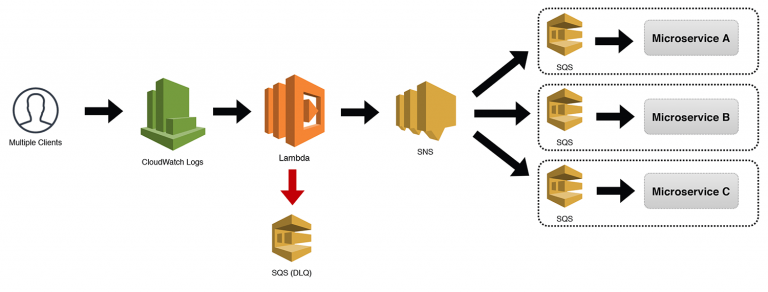 Multiple Clients
CloudWatch Logs
Lambda
SQS (DLQ)
SNS
SQS
Microservice A
SQS
Microservice B
SQS
Microservice C